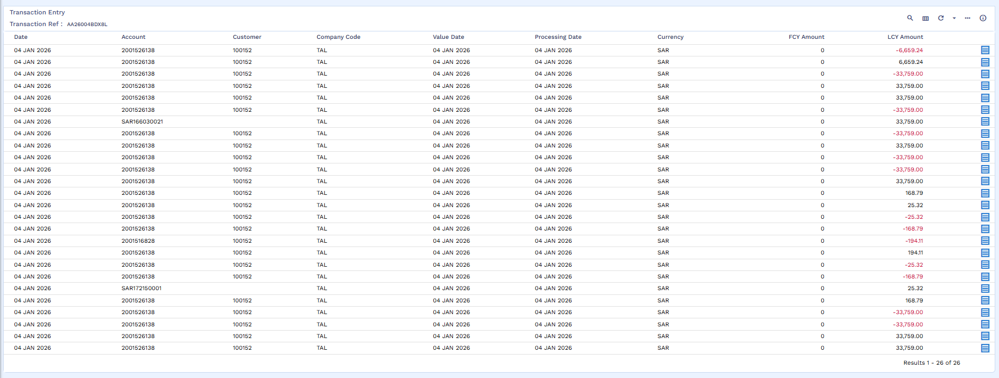 Transaction Entry
Transaction Ref : AA26004BDX8L
Date Account Customer Company Code Value Date Processing Date Currency FCY Amount LCY Amount
04 JAN 2026 2001526138 100152 TAL 04 JAN 2026 04 JAN 2026 SAR 0 -6,659.24
04 JAN 2026 2001526138 100152 TAL 04 JAN 2026 04 JAN 2026 SAR 0 6,659.24
04 JAN 2026 2001526138 100152 TAL 04 JAN 2026 04 JAN 2026 SAR 0 -33,759.00
04 JAN 2026 2001526138 100152 TAL 04 JAN 2026 04 JAN 2026 SAR 0 33,759.00
04 JAN 2026 2001526138 100152 TAL 04 JAN 2026 04 JAN 2026 SAR 0 33,759.00
04 JAN 2026 2001526138 100152 TAL 04 JAN 2026 04 JAN 2026 SAR 0 -33,759.00
04 JAN 2026 SAR166030021 TAL 04 JAN 2026 04 JAN 2026 SAR 0 33,759.00
04 JAN 2026 2001526138 100152 TAL 04 JAN 2026 04 JAN 2026 SAR 0 -33,759.00
04 JAN 2026 2001526138 100152 TAL 04 JAN 2026 04 JAN 2026 SAR 0 33,759.00
04 JAN 2026 2001526138 100152 TAL 04 JAN 2026 04 JAN 2026 SAR 0 -33,759.00
04 JAN 2026 2001526138 100152 TAL 04 JAN 2026 04 JAN 2026 SAR 0 -33,759.00
04 JAN 2026 2001526138 100152 TAL 04 JAN 2026 04 JAN 2026 SAR 0 33,759.00
04 JAN 2026 2001526138 100152 TAL 04 JAN 2026 04 JAN 2026 SAR 0 168.79
04 JAN 2026 2001526138 100152 TAL 04 JAN 2026 04 JAN 2026 SAR 0 25.32
04 JAN 2026 2001526138 100152 TAL 04 JAN 2026 04 JAN 2026 SAR 0 -25.32
04 JAN 2026 2001526138 100152 TAL 04 JAN 2026 04 JAN 2026 SAR 0 -168.79
04 JAN 2026 2001516828 100152 TAL 04 JAN 2026 04 JAN 2026 SAR 0 -194.11
04 JAN 2026 2001526138 100152 TAL 04 JAN 2026 04 JAN 2026 SAR 0 194.11
04 JAN 2026 2001526138 100152 TAL 04 JAN 2026 04 JAN 2026 SAR 0 -25.32
04 JAN 2026 2001526138 100152 TAL 04 JAN 2026 04 JAN 2026 SAR 0 -168.79
04 JAN 2026 SAR172150001 TAL 04 JAN 2026 04 JAN 2026 SAR 0 25.32
04 JAN 2026 2001526138 100152 TAL 04 JAN 2026 04 JAN 2026 SAR 0 168.79
04 JAN 2026 2001526138 100152 TAL 04 JAN 2026 04 JAN 2026 SAR 0 -33,759.00
04 JAN 2026 2001526138 100152 TAL 04 JAN 2026 04 JAN 2026 SAR 0 -33,759.00
04 JAN 2026 2001526138 100152 TAL 04 JAN 2026 04 JAN 2026 SAR 0 33,759.00
04 JAN 2026 2001526138 100152 TAL 04 JAN 2026 04 JAN 2026 SAR 0 33,759.00
Results 1 - 26 of 26